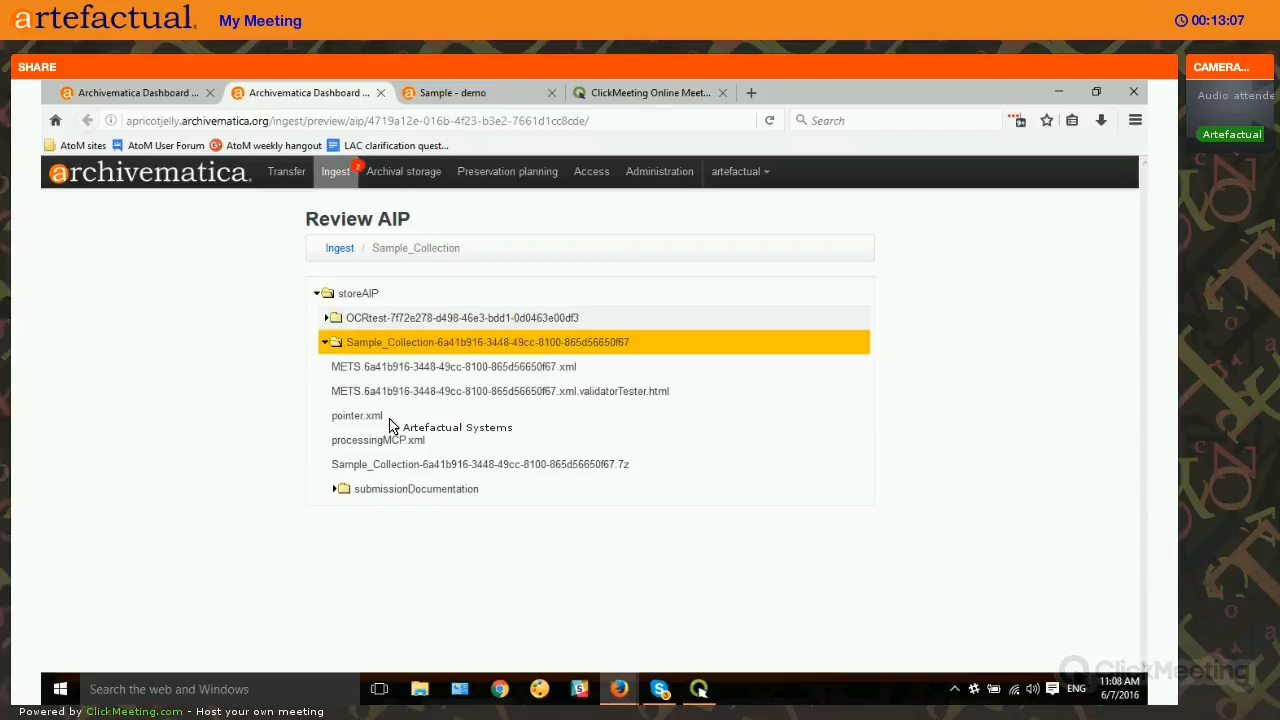 artefactual. My Meeting 00:13:07
SHARE
CAMERA...
Audio attende
Artefactual
Archivematica Dashboard ...
Archivematica Dashboard ...
Sample - demo
ClickMeeting Online Meet...
apricotjelly.archivematica.org/ingest/preview/aip/4719a12e-016b-4f23-b3e2-7661d1cc8cde/
Search
AtoM sites AtoM User Forum AtoM weekly hangout LAC clarification quest...
archivematica. Transfer Ingest 2 Archival storage Preservation planning Access Administration artefactual
Review AIP
Ingest / Sample_Collection
storeAIP
OCRtest-7f72e278-d498-46e3-bdd1-0d0463e00df3
Sample_Collection-6a41b916-3448-49cc-8100-865d56650f67
METS.6a41b916-3448-49cc-8100-865d56650f67.xml
METS.6a41b916-3448-49cc-8100-865d56650f67.xml.validatorTester.html
pointer.xml
Artefactual Systems
processingMCP.xml
Sample_Collection-6a41b916-3448-49cc-8100-865d56650f67.7z
submissionDocumentation
ClickMeeting
Search the web and Windows
ENG
11:08 AM
6/7/2016
Powered by ClickMeeting.com - Host your own meeting